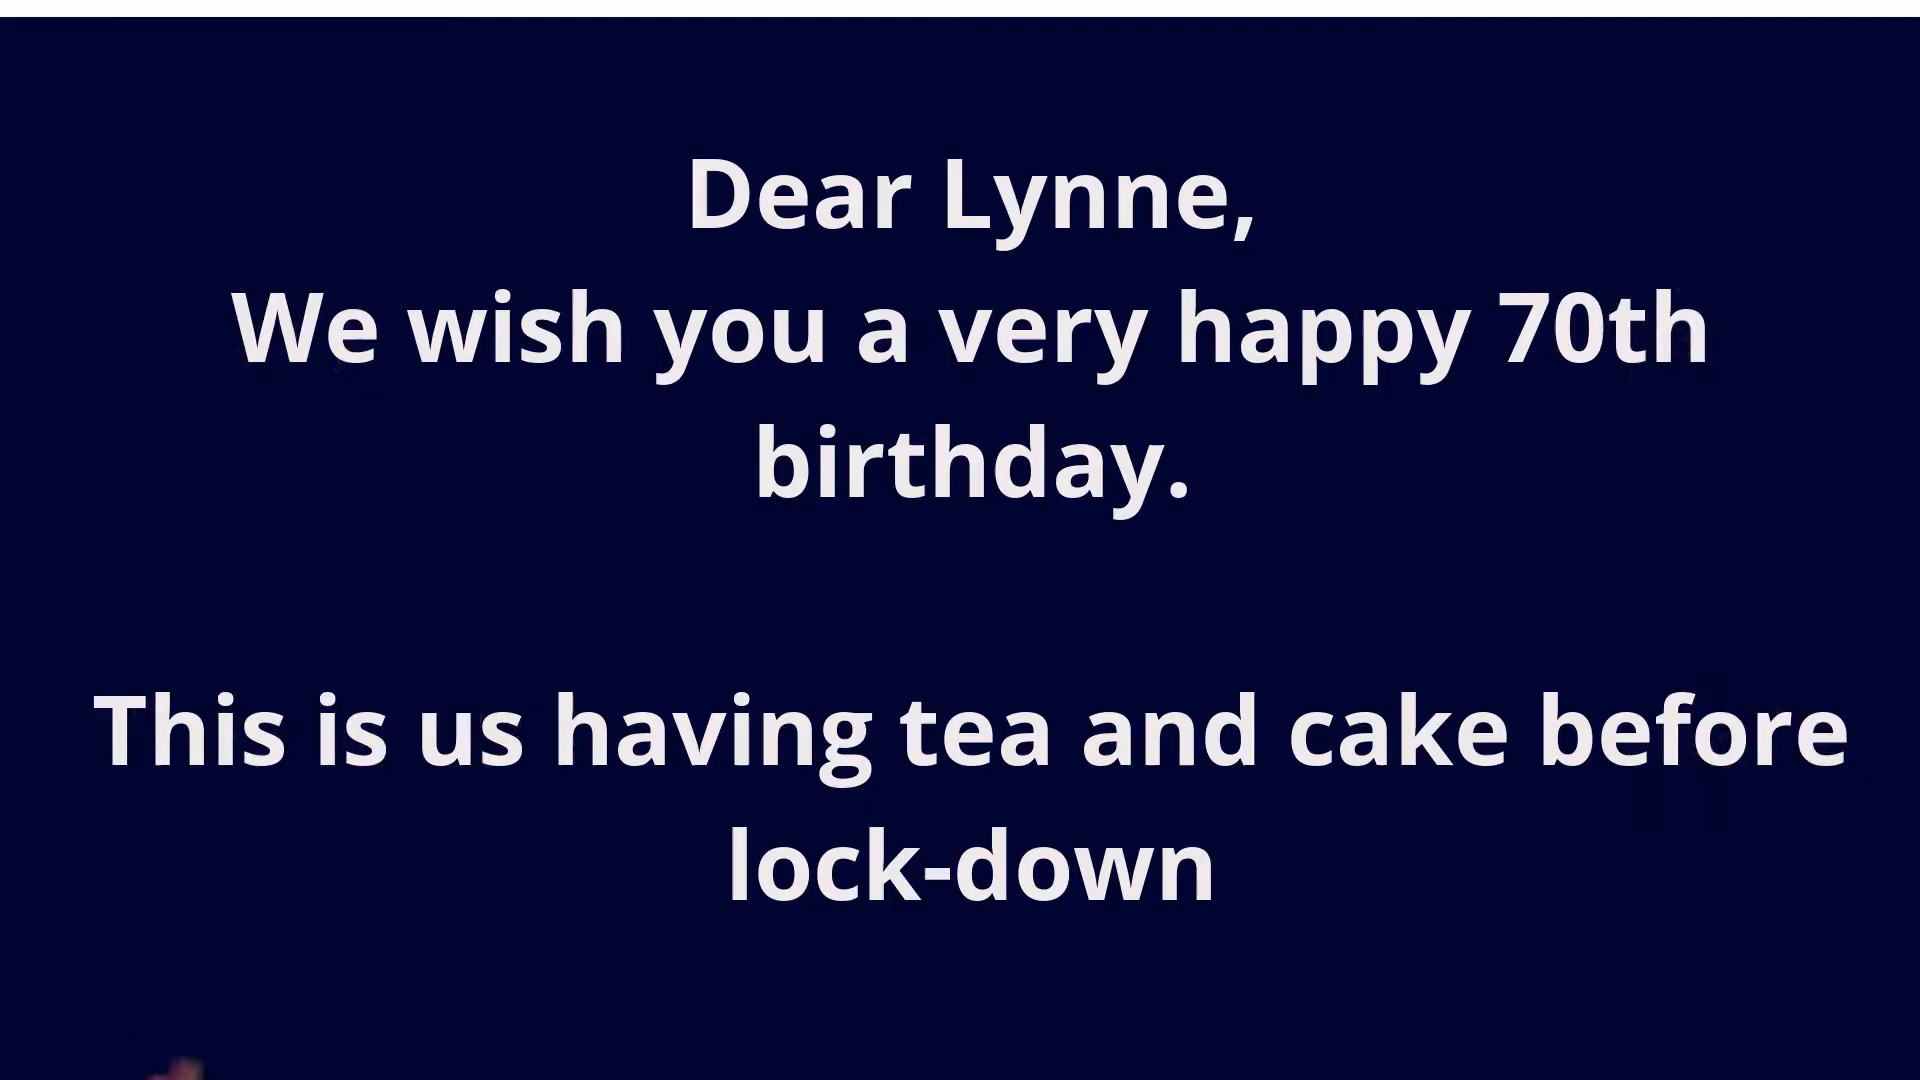 Dear Lynne,
We wish you a very happy 70th
birthday.
This is us having tea and cake before
lock-down